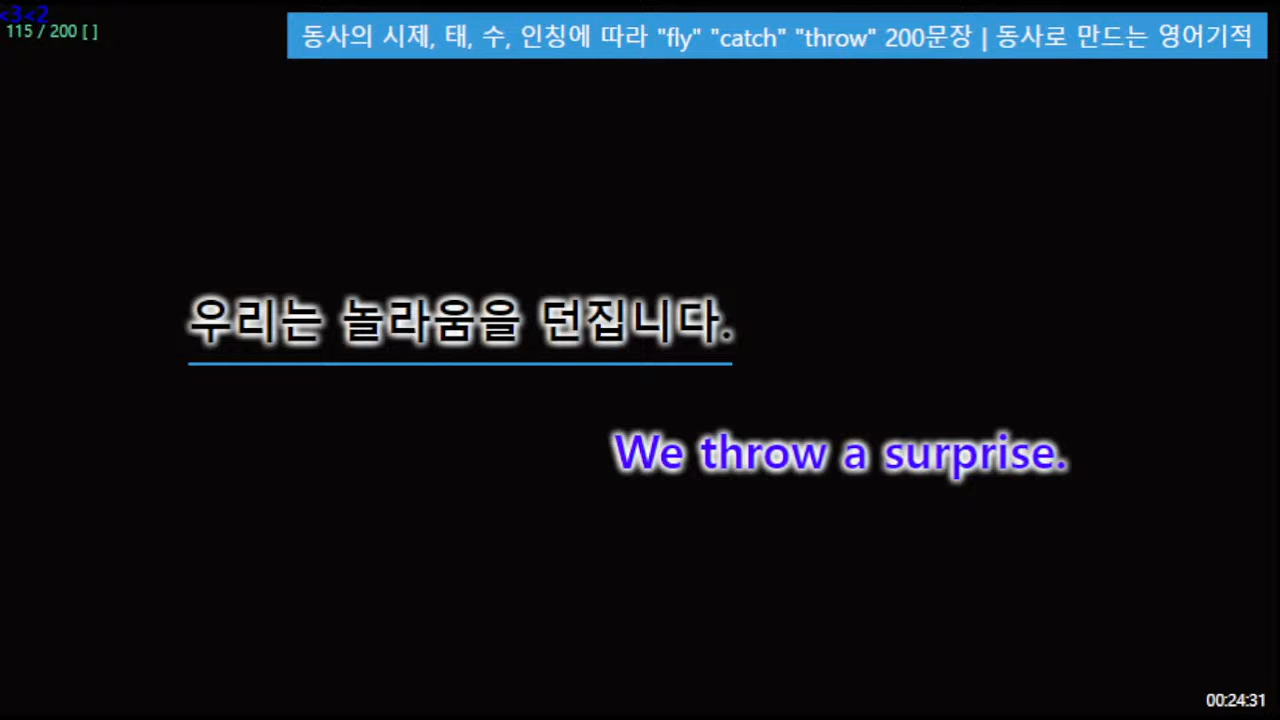 <3<2
115 / 200 [ ]
동사의 시제, 태, 수, 인칭에 따라 "fly" "catch" "throw" 200문장 | 동사로 만드는 영어기적
우리는 놀라움을 던집니다.
We throw a surprise.
00:24:31